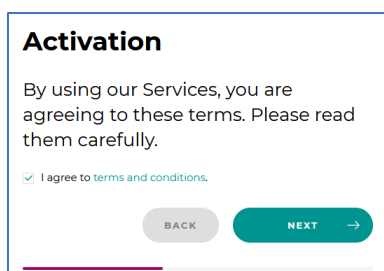 Activation
By using our Services, you are
agreeing to these terms. Please read
them carefully.
I agree to terms and conditions.
BACK
NEXT →